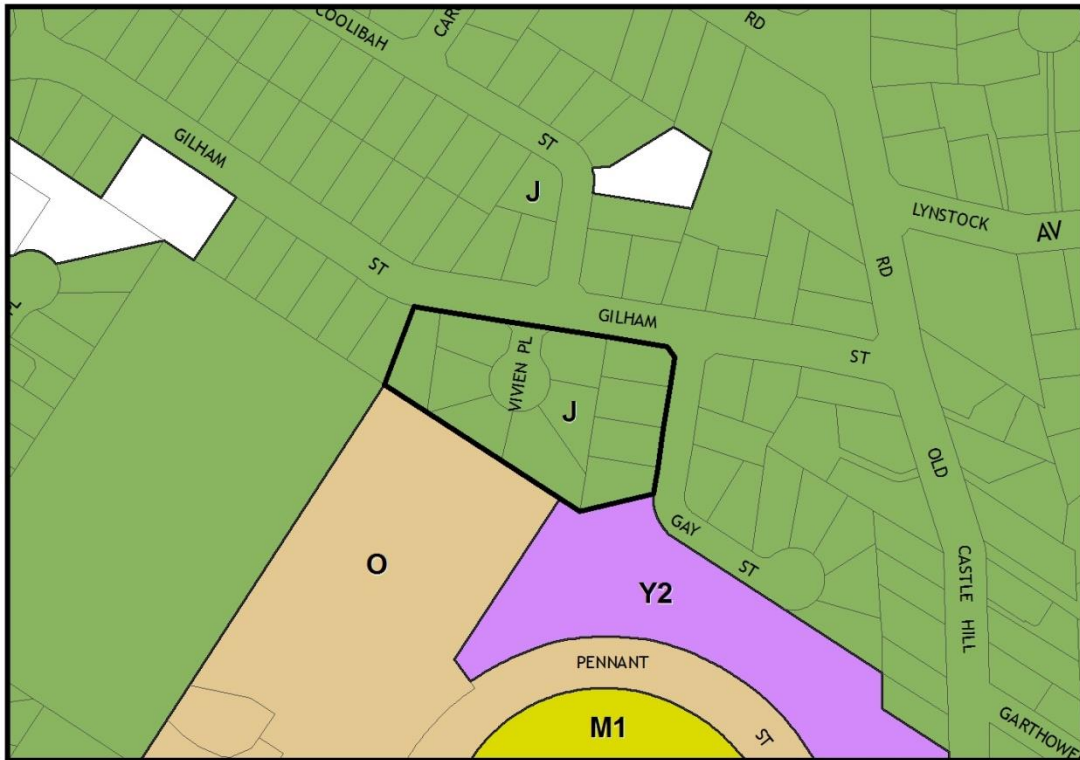 COOLIBAH
RD
GILHAM
ST
J
LYNSTOCK
AV
ST
RD
GILHAM
ST
VIVIEN PL
J
OLD
GAY
ST
O
CASTLE HILL
Y2
PENNANT
M1
ST
GARTHOWE